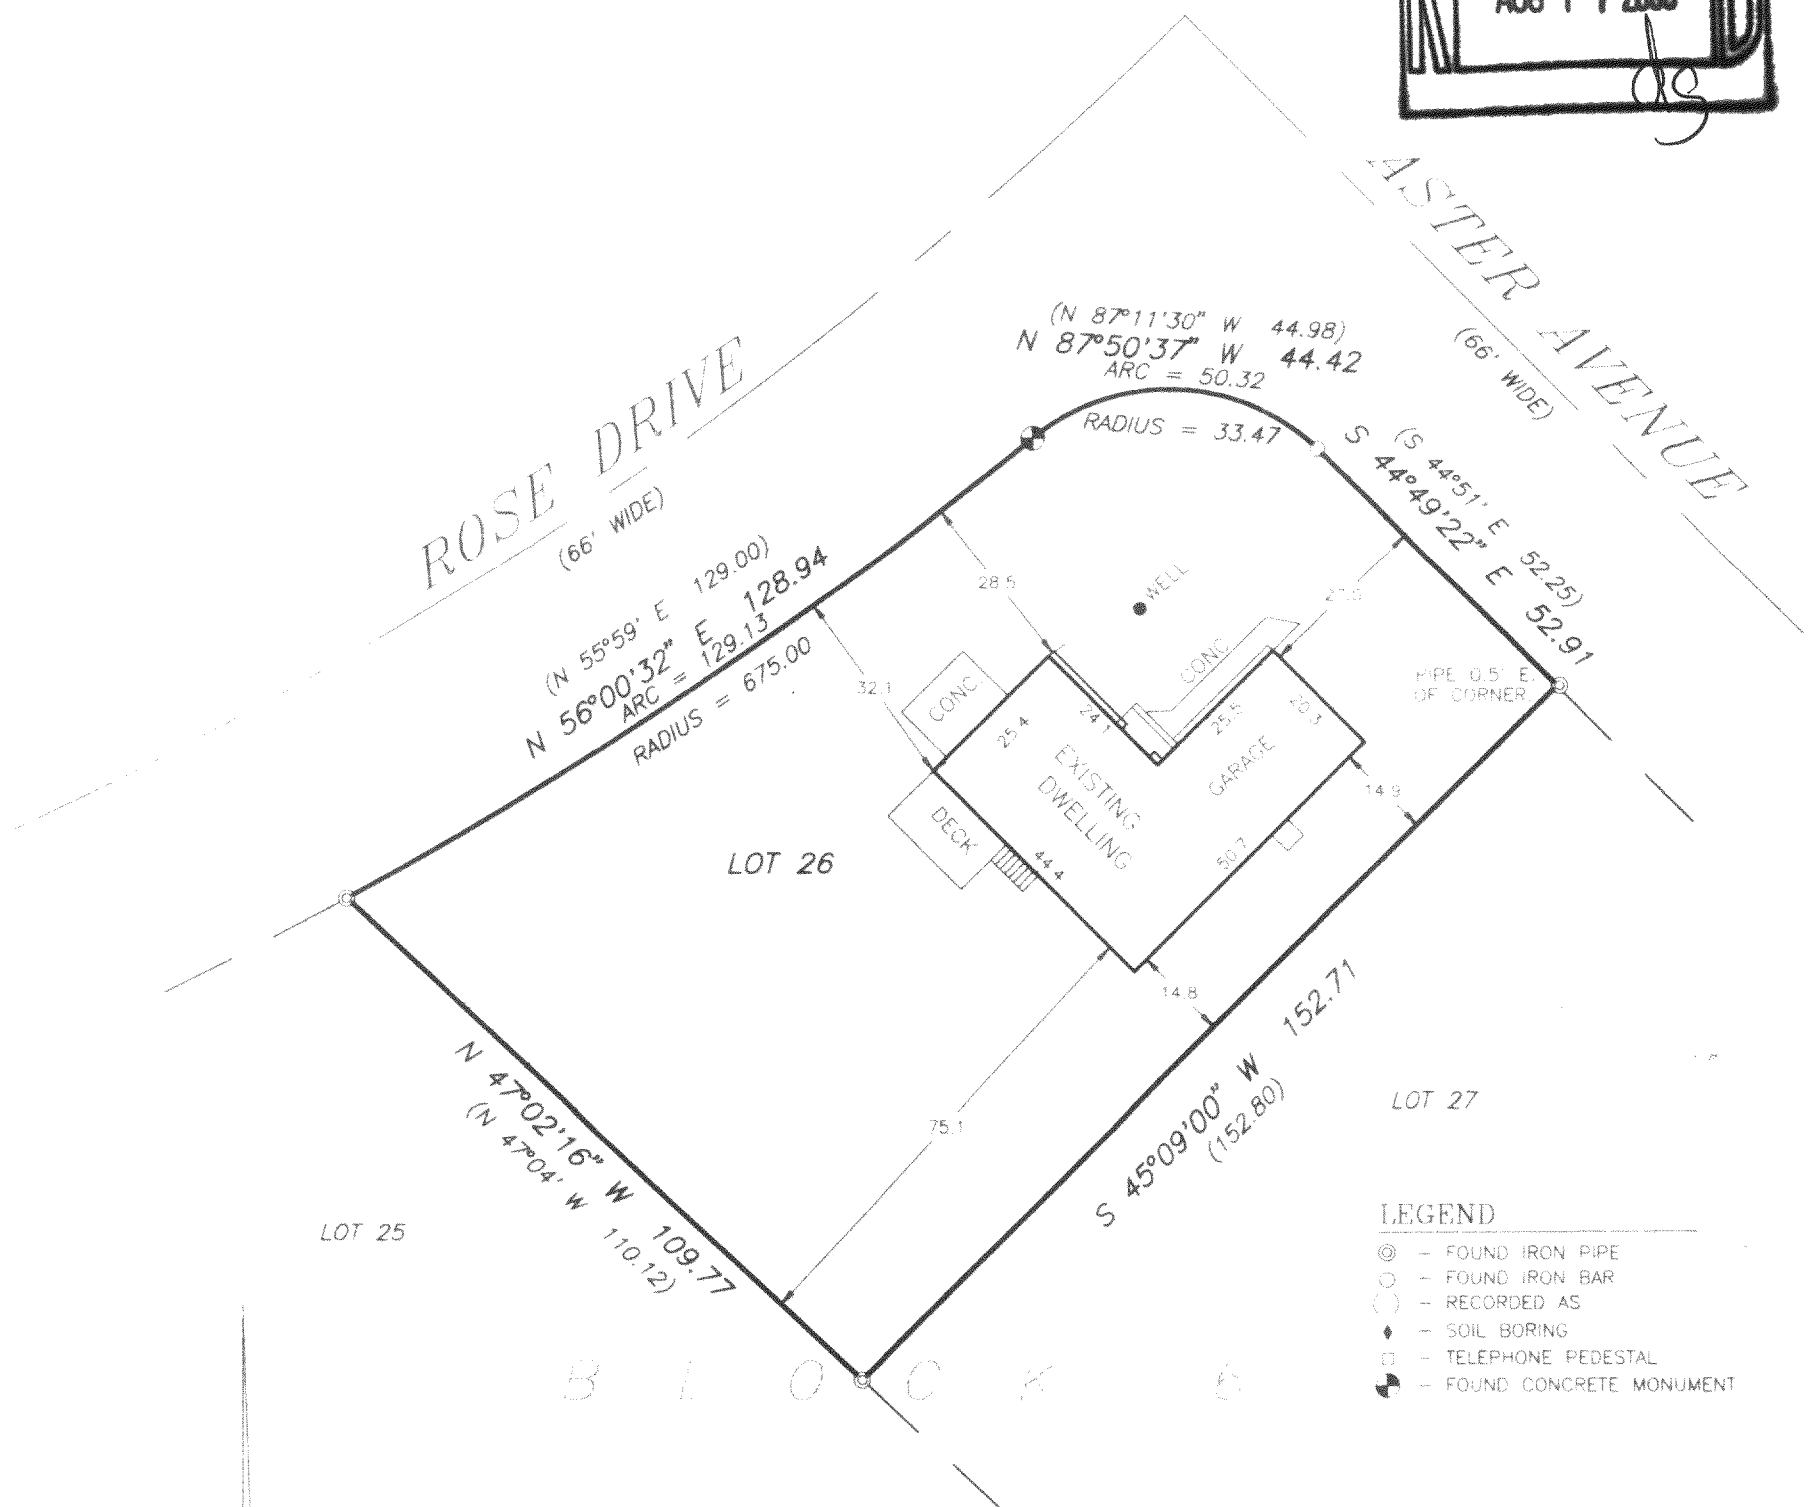 AUG 1 1 2000
ASTER AVENUE
(66' WIDE)
ROSE DRIVE
(66' WIDE)
(N 87°11'30" W 44.98)
N 87°50'37" W 44.42
ARC = 50.32
RADIUS = 33.47
(S 44°51' E 52.25)
S 44°49'22" E 52.91
(N 55°59' E 129.00)
N 56°00'32" E 128.94
ARC = 129.13
RADIUS = 675.00
28.5
WELL
32.1
CONC.
CONC.
PIPE 0.5' E.
OF CORNER
25.4
24.1
25.5
20.3
EXISTING
DWELLING
GARAGE
14.9
DECK
44.4
50.7
LOT 26
14.8
75.1
S 45°09'00" W 152.71
(152.80)
N 47°02'16" W 109.77
(N 47°04' W 110.12)
LOT 25
LOT 27
BLOCK 6
LEGEND
- FOUND IRON PIPE
- FOUND IRON BAR
( ) - RECORDED AS
- SOIL BORING
- TELEPHONE PEDESTAL
- FOUND CONCRETE MONUMENT